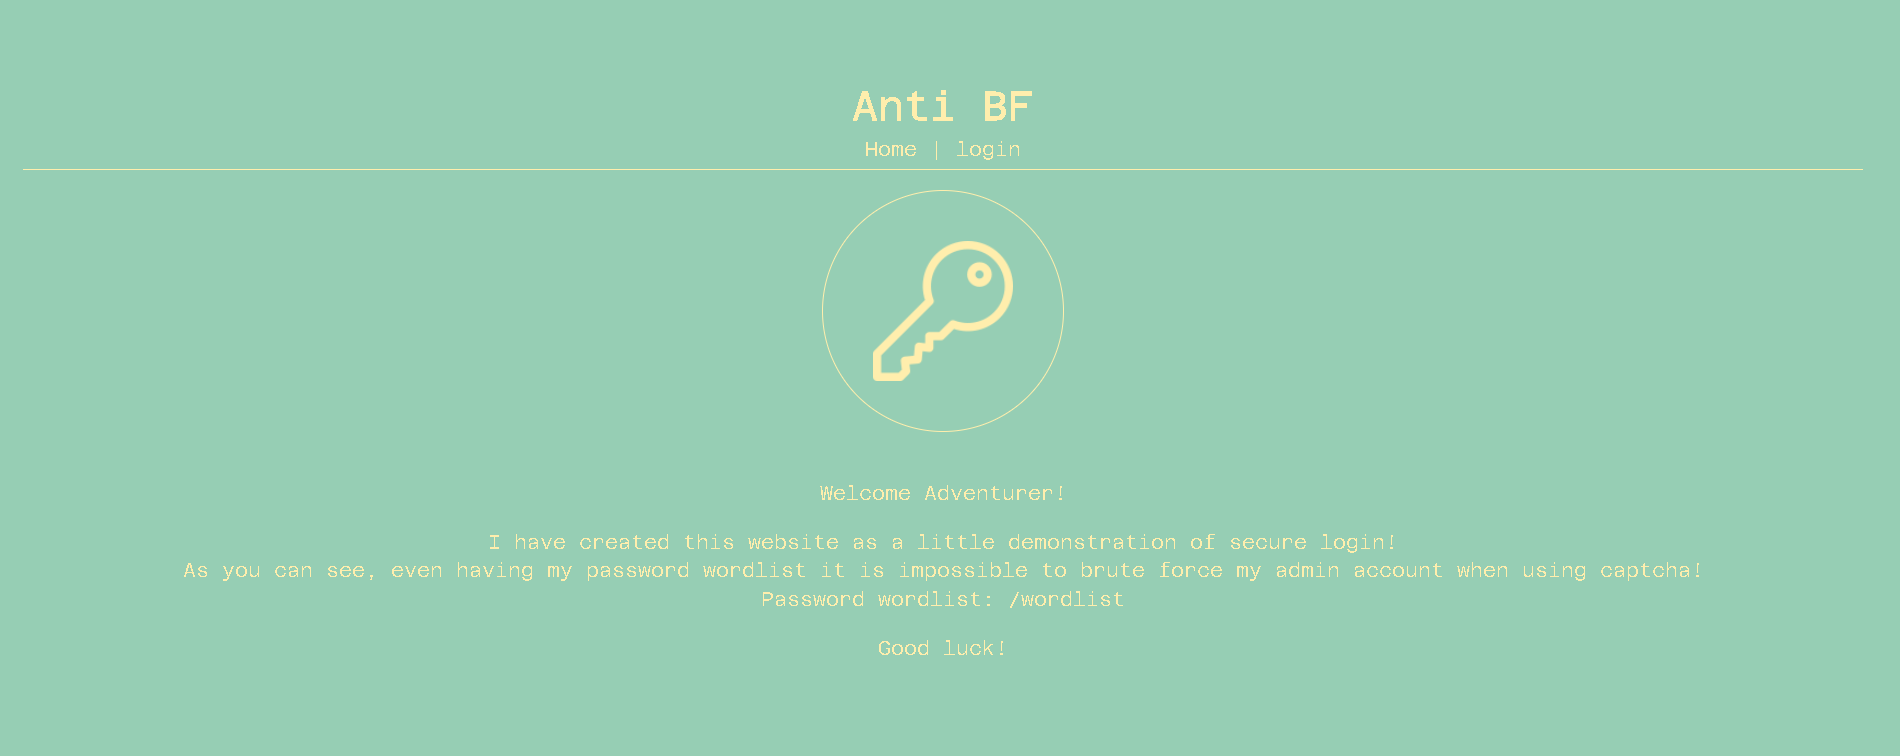 Anti BF
Home | login
Welcome Adventurer!
I have created this website as a little demonstration of secure login!
As you can see, even having my password wordlist it is impossible to brute force my admin account when using captcha!
Password wordlist: /wordlist
Good luck!